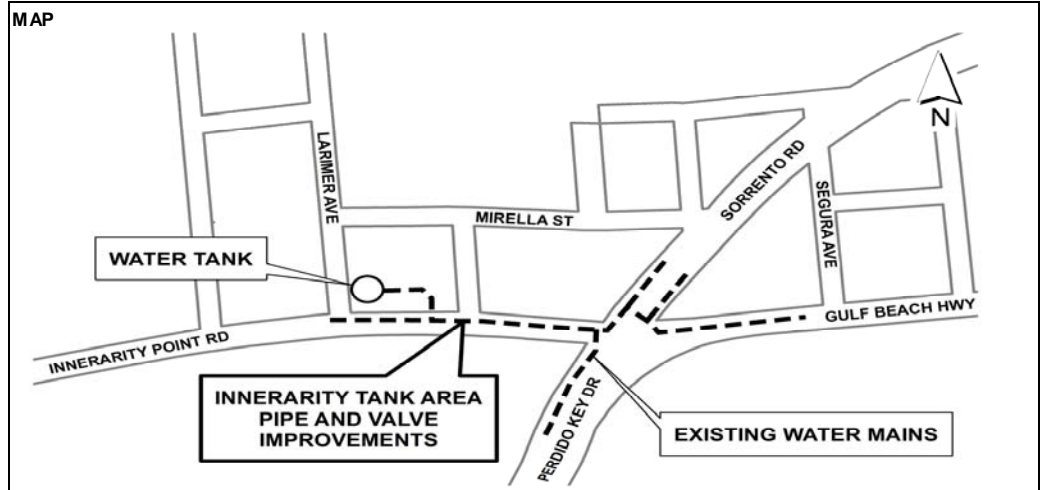 MAP
N
LARIMER AVE
MIRELLA ST
SORRENTO RD
SEGURA AVE
WATER TANK
GULF BEACH HWY
INNERARITY POINT RD
INNERARITY TANK AREA
PIPE AND VALVE
IMPROVEMENTS
PERDIDO KEY DR
EXISTING WATER MAINS